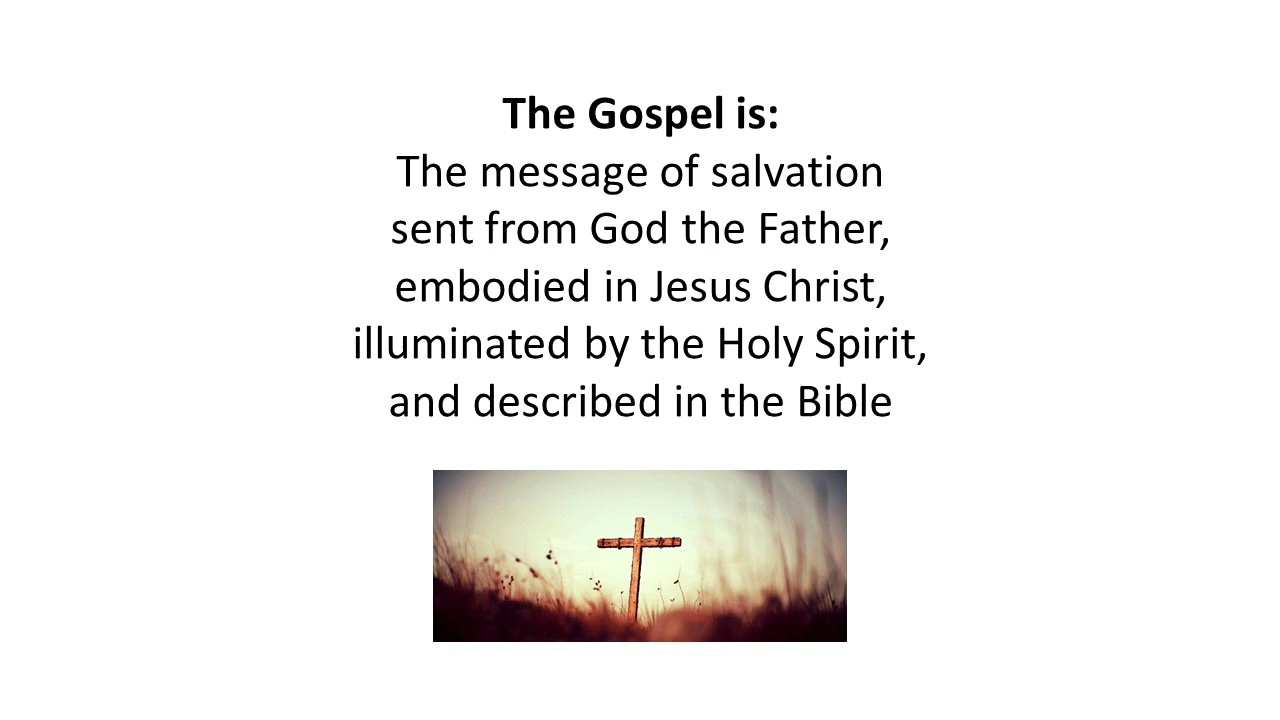 The Gospel is:
The message of salvation
sent from God the Father,
embodied in Jesus Christ,
illuminated by the Holy Spirit,
and described in the Bible